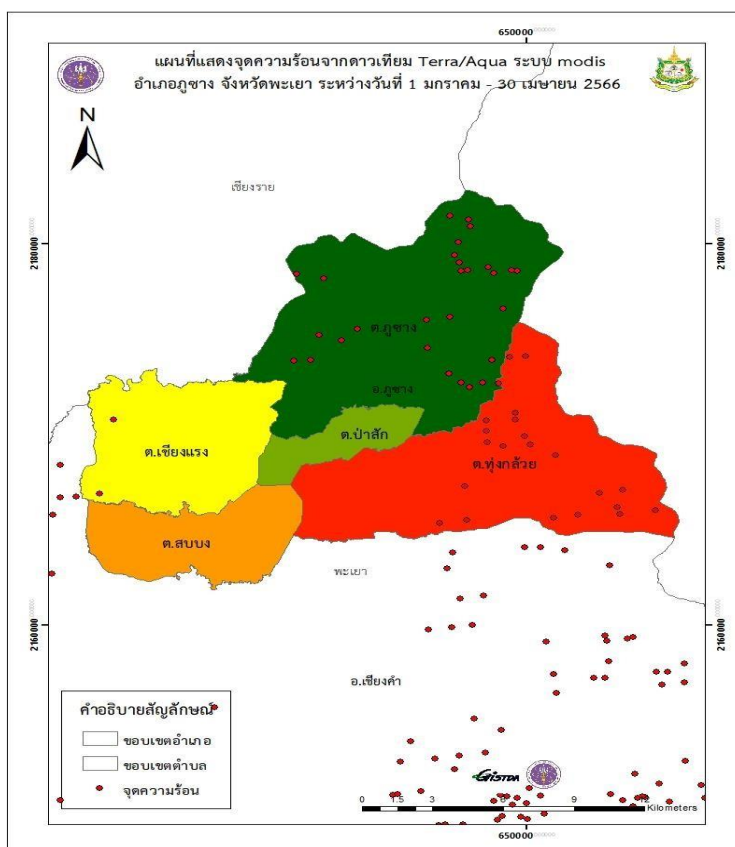 650000
แผนที่แสดงจุดความร้อนจากดาวเทียม Terra/Aqua ระบบ modis
อำเภอภูซาง จังหวัดพะเยา ระหว่างวันที่ 1 มกราคม - 30 เมษายน 2566
N
เชียงราย
2180000
2180000
ต.ภูซาง
อ.ภูซาง
ต.ป่าสัก
ต.เชียงแรง
ต.ทุ่งกล้วย
ต.สบบง
พะเยา
2160000
2160000
อ.เชียงคำ
คำอธิบายสัญลักษณ์
ขอบเขตอำเภอ
ขอบเขตตำบล
จุดความร้อน
GISTDA
0 1.5 3 6 9 12
Kilometers
650000